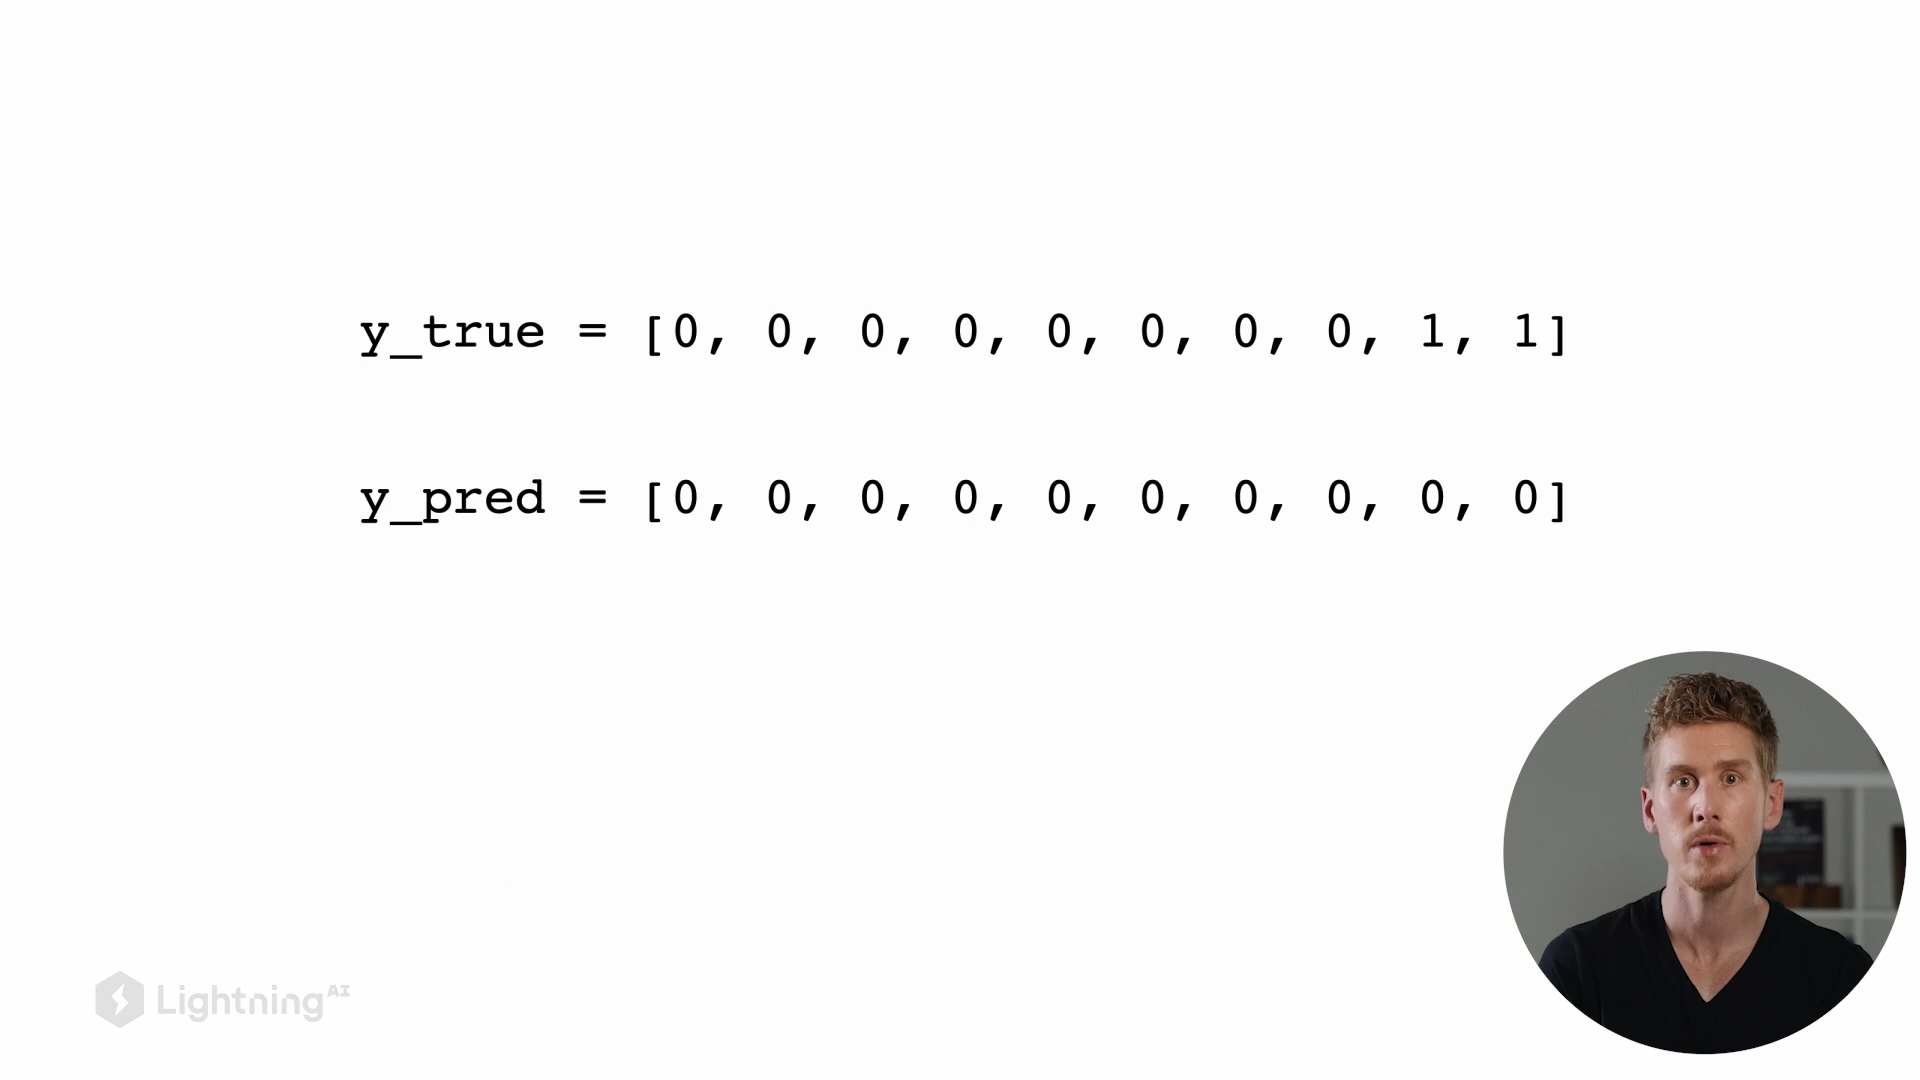 y_true = [0, 0, 0, 0, 0, 0, 0, 0, 1, 1]
y_pred = [0, 0, 0, 0, 0, 0, 0, 0, 0, 0]
Lightning AI